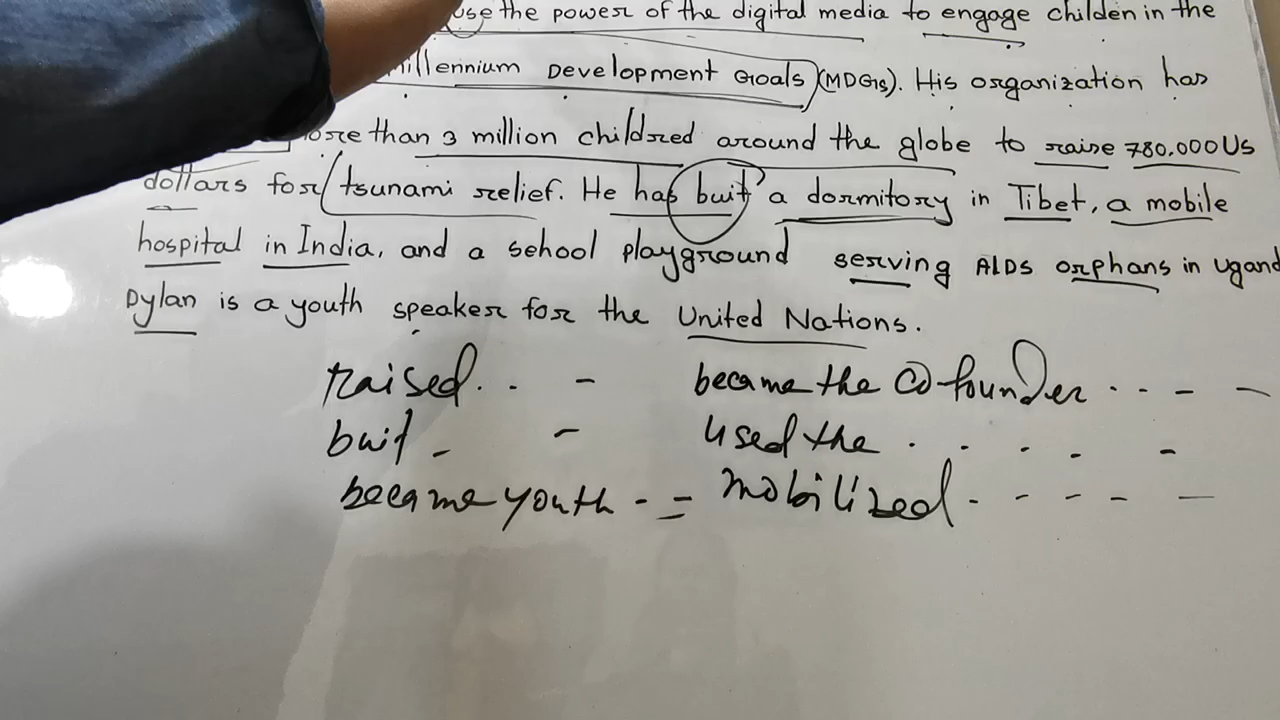 use the power of the digital media to engage childen in the
illennium Development Goals (MDGs). His organization has
ore than 3 million childred around the globe to raise 780.000 Us
dollars for tsunami relief. He has buit a dormitory in Tibet, a mobile
hospital in India, and a sehool playground serving AIDS orphans in Ugand
Dylan is a youth speaker for the United Nations.
raised. . - became the co-founder . . . - -
buit - - used the . . . . -
became youth - = mobilized . - - - -